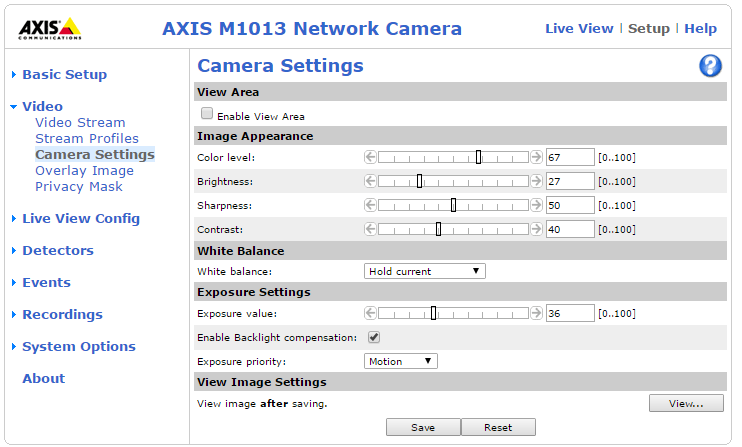 AXIS
COMMUNICATIONS
AXIS M1013 Network Camera
Live View | Setup | Help
Basic Setup
Video
Video Stream
Stream Profiles
Camera Settings
Overlay Image
Privacy Mask
Live View Config
Detectors
Events
Recordings
System Options
About
Camera Settings
?
View Area
Enable View Area
Image Appearance
Color level: 67 [0..100]
Brightness: 27 [0..100]
Sharpness: 50 [0..100]
Contrast: 40 [0..100]
White Balance
White balance: Hold current
Exposure Settings
Exposure value: 36 [0..100]
Enable Backlight compensation:
Exposure priority: Motion
View Image Settings
View image after saving. View...
Save Reset